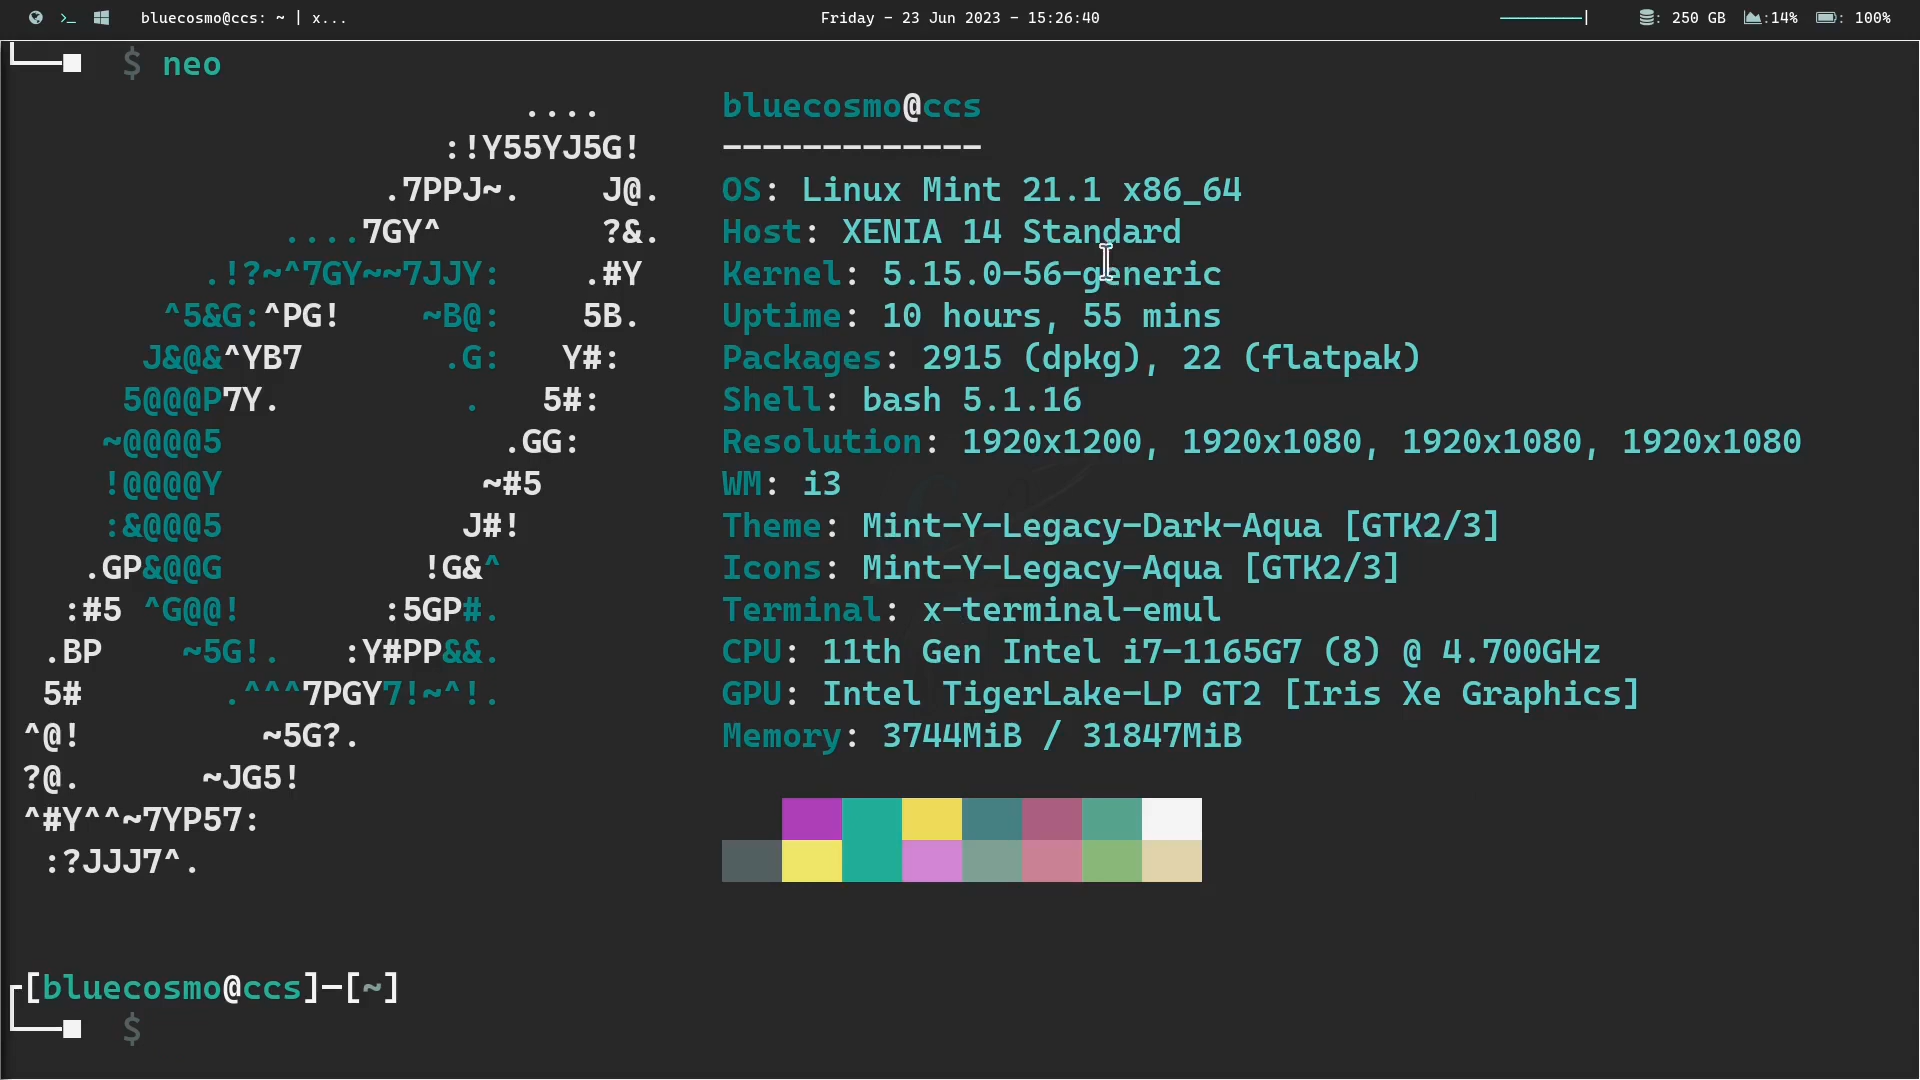 bluecosmo@ccs: ~ | x...    Friday - 23 Jun 2023 - 15:26:40    : 250 GB    :14%    : 100%
$ neo
                         ....
                     :!Y55YJ5G!
                  .7PPJ~.    J@.
             ....7GY^        ?&.
         .!?~^7GY~~7JJY:    .#Y
       ^5&G:^PG!    ~B@:    5B.
      J&@&^YB7       .G:   Y#:
     5@@@P7Y.         .   5#:
    ~@@@@5              .GG:
    !@@@@Y             ~#5
    :&@@@5            J#!
   .GP&@@G          !G&^
  :#5 ^G@@!       :5GP#.
 .BP    ~5G!.   :Y#PP&&.
 5#       .^^^7PGY7!~^!.
^@!         ~5G?.
?@.      ~JG5!
^#Y^^~7YP57:
 :?JJJ7^.
bluecosmo@ccs
-------------
OS: Linux Mint 21.1 x86_64
Host: XENIA 14 Standard
Kernel: 5.15.0-56-generic
Uptime: 10 hours, 55 mins
Packages: 2915 (dpkg), 22 (flatpak)
Shell: bash 5.1.16
Resolution: 1920x1200, 1920x1080, 1920x1080, 1920x1080
WM: i3
Theme: Mint-Y-Legacy-Dark-Aqua [GTK2/3]
Icons: Mint-Y-Legacy-Aqua [GTK2/3]
Terminal: x-terminal-emul
CPU: 11th Gen Intel i7-1165G7 (8) @ 4.700GHz
GPU: Intel TigerLake-LP GT2 [Iris Xe Graphics]
Memory: 3744MiB / 31847MiB
┌[bluecosmo@ccs]─[~]
└──■  $